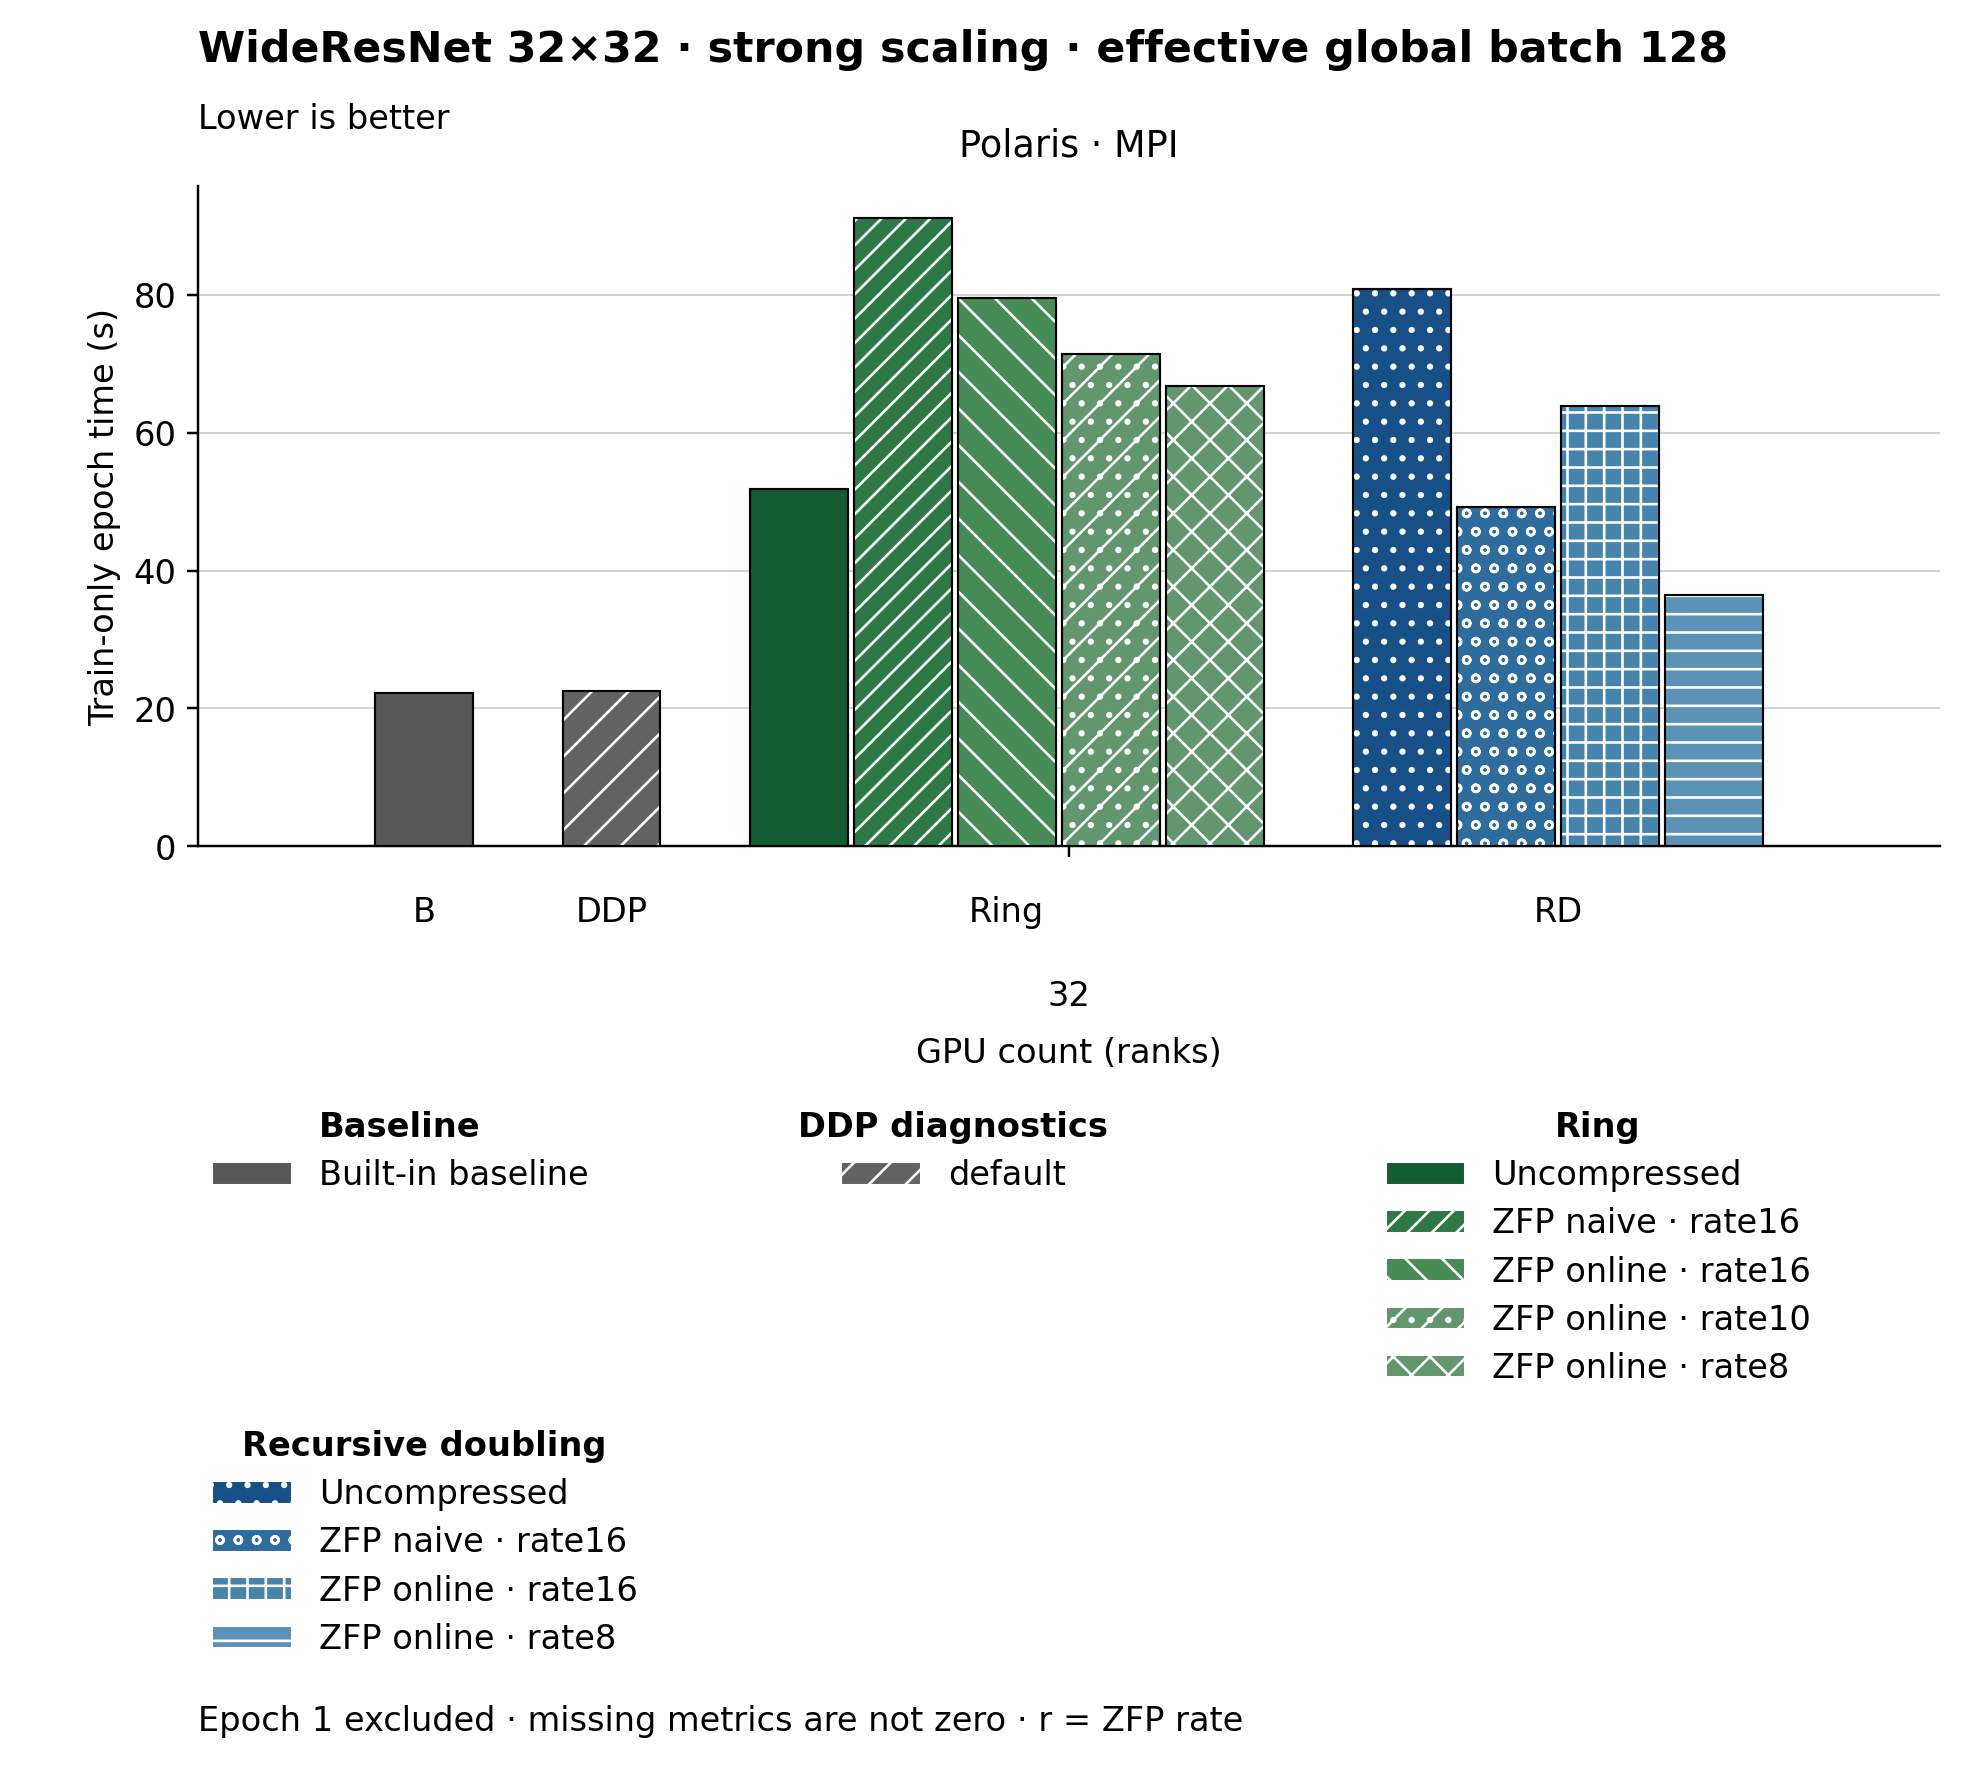 WideResNet 32×32 · strong scaling · effective global batch 128
Lower is better
Polaris · MPI
Train-only epoch time (s)
80
60
40
20
0
B
DDP
Ring
RD
32
GPU count (ranks)
Baseline
Built-in baseline
DDP diagnostics
default
Ring
Uncompressed
ZFP naive · rate16
ZFP online · rate16
ZFP online · rate10
ZFP online · rate8
Recursive doubling
Uncompressed
ZFP naive · rate16
ZFP online · rate16
ZFP online · rate8
Epoch 1 excluded · missing metrics are not zero · r = ZFP rate